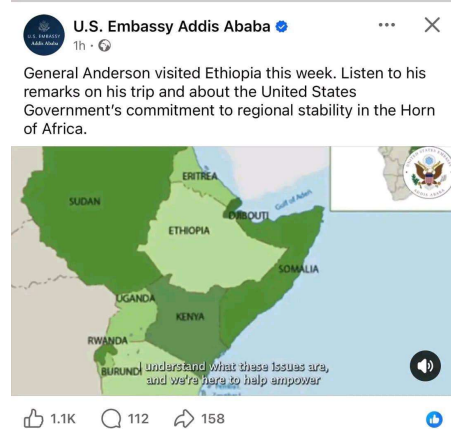 U.S. EMBASSY
Addis Ababa
U.S. Embassy Addis Ababa
1h
General Anderson visited Ethiopia this week. Listen to his
remarks on his trip and about the United States
Government's commitment to regional stability in the Horn
of Africa.
ERITREA
SUDAN
Gulf of Aden
DJIBOUTI
ETHIOPIA
SOMALIA
UGANDA
KENYA
RWANDA
BURUNDI
I understand what these issues are,
and we're here to help empower
1.1K
112
158